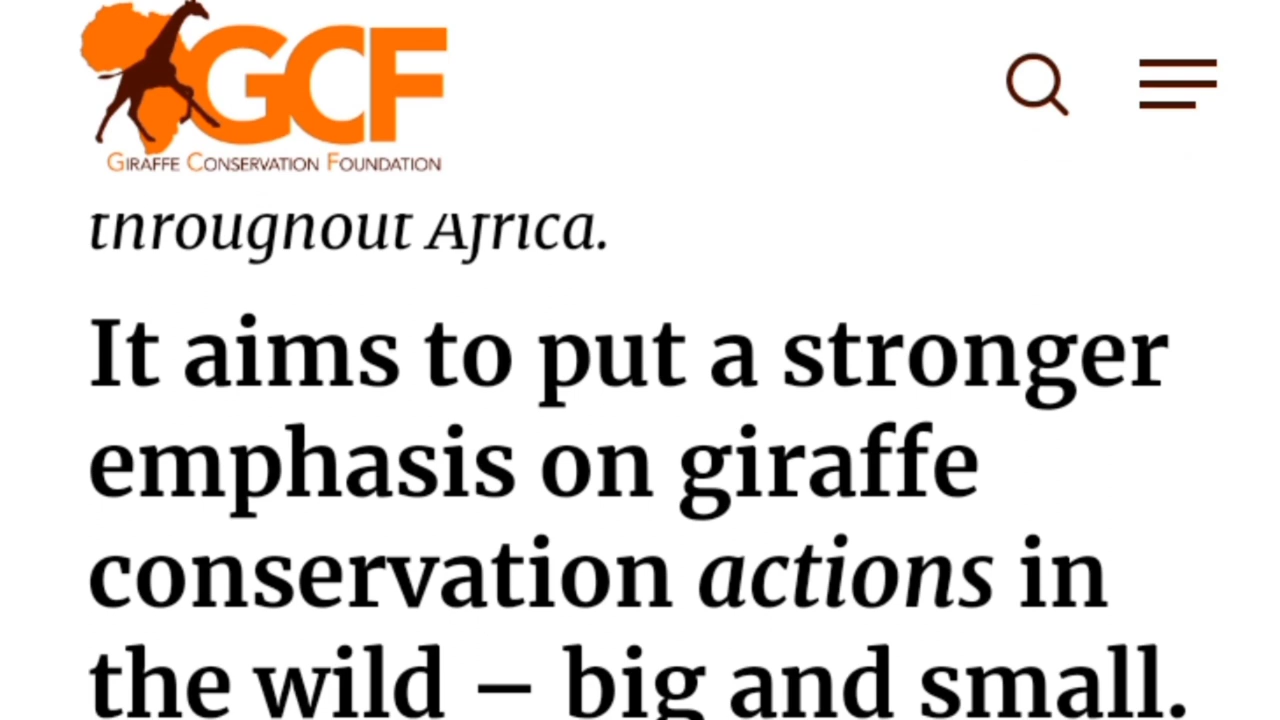 GCF
GIRAFFE CONSERVATION FOUNDATION
throughout Africa.
It aims to put a stronger
emphasis on giraffe
conservation actions in
the wild – big and small.